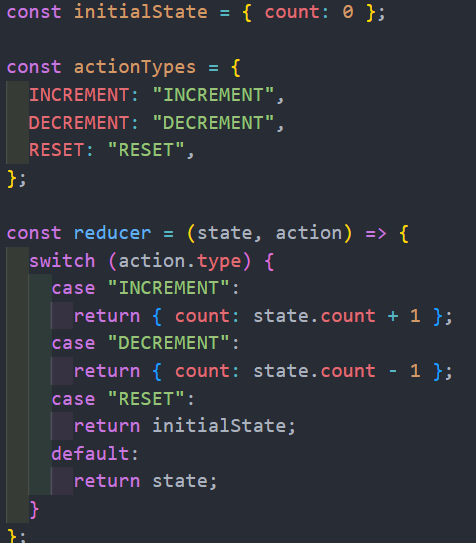 const initialState = { count: 0 };
const actionTypes = {
INCREMENT: "INCREMENT",
DECREMENT: "DECREMENT",
RESET: "RESET",
};
const reducer = (state, action) => {
switch (action.type) {
case "INCREMENT":
return { count: state.count + 1 };
case "DECREMENT":
return { count: state.count - 1 };
case "RESET":
return initialState;
default:
return state;
}
};